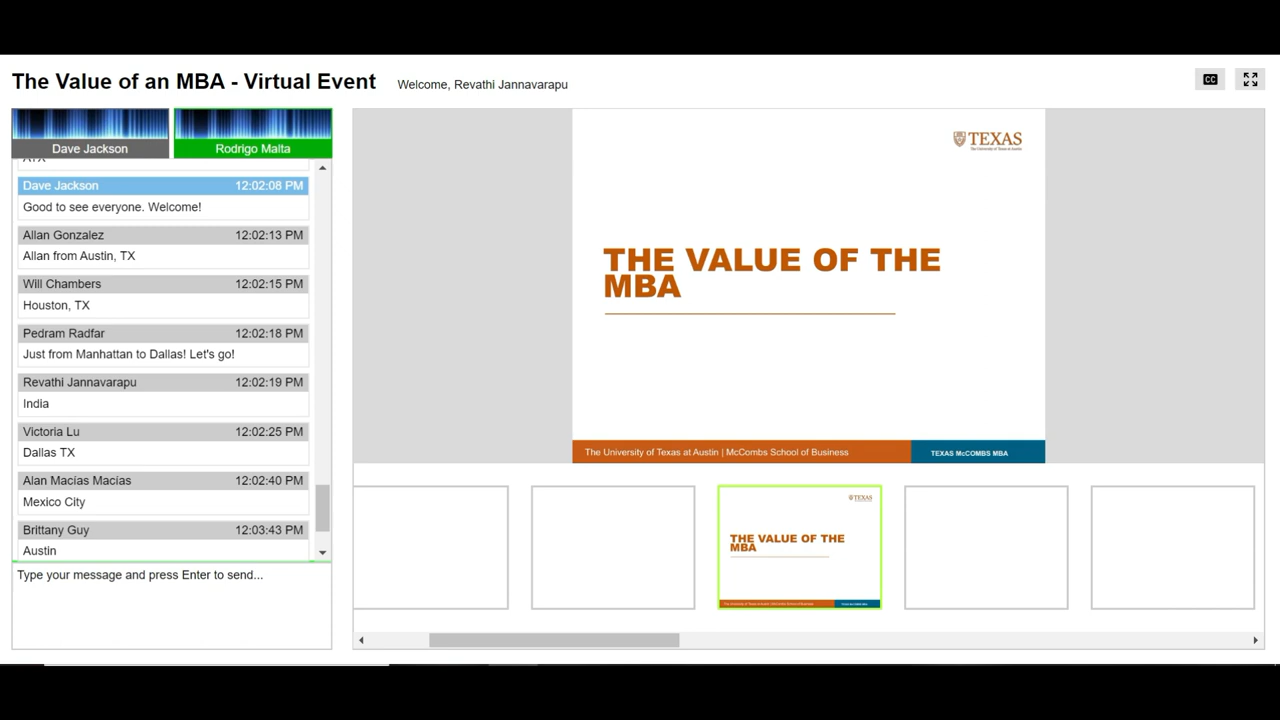 The Value of an MBA - Virtual Event
Welcome, Revathi Jannavarapu
CC
Dave Jackson
Rodrigo Malta
Dave Jackson 12:02:08 PM
Good to see everyone. Welcome!
Allan Gonzalez 12:02:13 PM
Allan from Austin, TX
Will Chambers 12:02:15 PM
Houston, TX
Pedram Radfar 12:02:18 PM
Just from Manhattan to Dallas! Let's go!
Revathi Jannavarapu 12:02:19 PM
India
Victoria Lu 12:02:25 PM
Dallas TX
Alan Macías Macías 12:02:40 PM
Mexico City
Brittany Guy 12:03:43 PM
Austin
Type your message and press Enter to send...
TEXAS
The University of Texas at Austin
THE VALUE OF THE
MBA
The University of Texas at Austin | McCombs School of Business
TEXAS McCOMBS MBA
TEXAS
THE VALUE OF THE
MBA